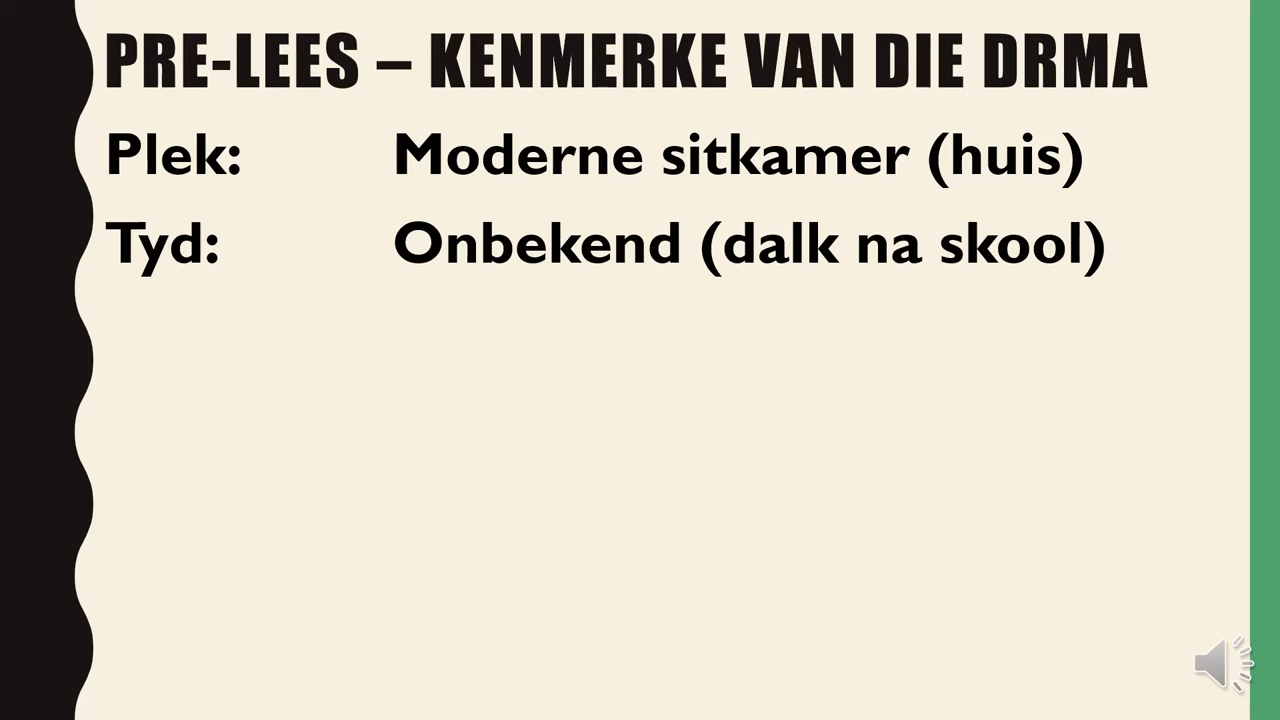 PRE-LEES – KENMERKE VAN DIE DRMA
Plek: Moderne sitkamer (huis)
Tyd: Onbekend (dalk na skool)